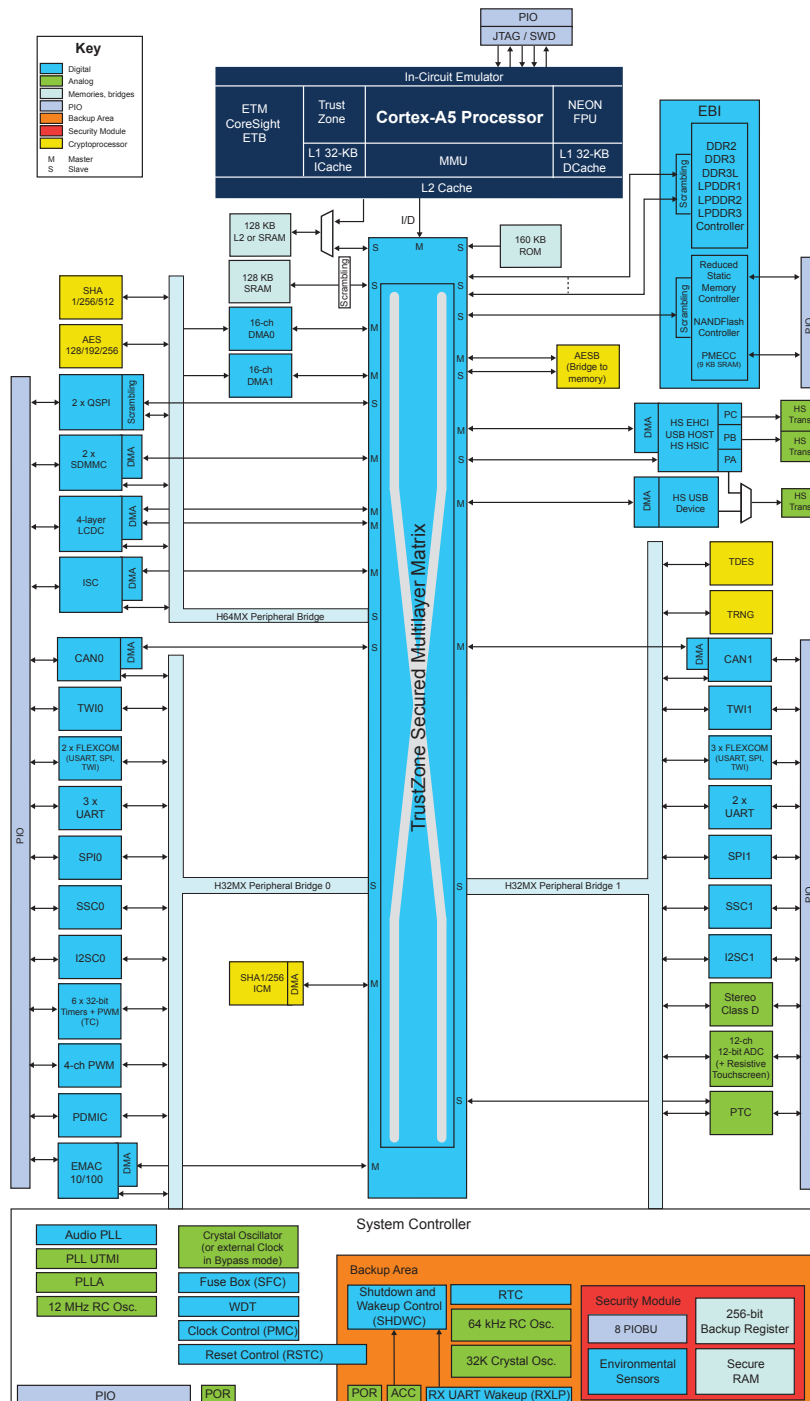 PIO
JTAG / SWD
Key
Digital
Analog
Memories, bridges
PIO
Backup Area
Security Module
Cryptoprocessor
M Master
S Slave
In-Circuit Emulator
ETM
CoreSight
ETB
Trust
Zone
Cortex-A5 Processor
NEON
FPU
L1 32-KB
ICache
MMU
L1 32-KB
DCache
L2 Cache
I/D
EBI
Scrambling
DDR2
DDR3
DDR3L
LPDDR1
LPDDR2
LPDDR3
Controller
Scrambling
Reduced
Static
Memory
Controller
NANDFlash
Controller
PMECC
(9 KB SRAM)
PIO
128 KB
L2 or SRAM
128 KB
SRAM
Scrambling
160 KB
ROM
S M S
S S
S
M
M
S
M
M
S
S
M
M
M
M
M
S
S
M
S
S
M
S
M
SHA
1/256/512
AES
128/192/256
16-ch
DMA0
16-ch
DMA1
AESB
(Bridge to
memory)
PIO
2 x QSPI
Scrambling
2 x
SDMMC
DMA
4-layer
LCDC
DMA
ISC
DMA
H64MX Peripheral Bridge
DMA
HS EHCI
USB HOST
HS HSIC
PC
PB
PA
HS
Trans
HS
Trans
DMA
HS USB
Device
HS
Trans
TrustZone Secured Multilayer Matrix
CAN0
DMA
TWI0
2 x FLEXCOM
(USART, SPI,
TWI)
3 x
UART
SPI0
SSC0
I2SC0
6 x 32-bit
Timers + PWM
(TC)
4-ch PWM
PDMIC
EMAC
10/100
DMA
H32MX Peripheral Bridge 0
H32MX Peripheral Bridge 1
SHA1/256
ICM
DMA
TDES
TRNG
DMA
CAN1
TWI1
3 x FLEXCOM
(USART, SPI,
TWI)
2 x
UART
SPI1
SSC1
I2SC1
Stereo
Class D
12-ch
12-bit ADC
(+ Resistive
Touchscreen)
PTC
PIO
System Controller
Audio PLL
PLL UTMI
PLLA
12 MHz RC Osc.
Crystal Oscillator
(or external Clock
in Bypass mode)
Fuse Box (SFC)
WDT
Clock Control (PMC)
Reset Control (RSTC)
Backup Area
Shutdown and
Wakeup Control
(SHDWC)
RTC
64 kHz RC Osc.
32K Crystal Osc.
Security Module
8 PIOBU
256-bit
Backup Register
Environmental
Sensors
Secure
RAM
PIO
POR
POR
ACC
RX UART Wakeup (RXLP)